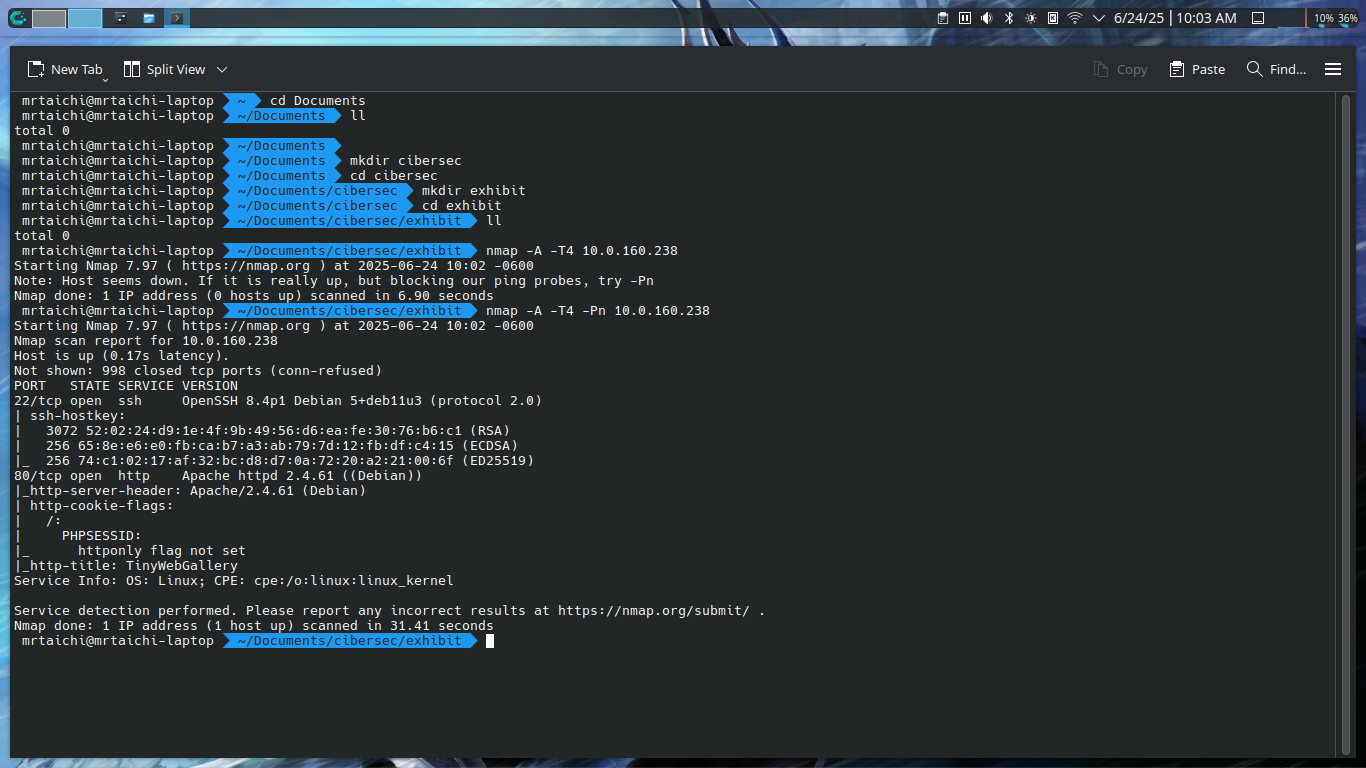 6/24/25 10:03 AM 10% 36%
New Tab Split View Copy Paste Find...
mrtaichi@mrtaichi-laptop ~ cd Documents
mrtaichi@mrtaichi-laptop ~/Documents ll
total 0
mrtaichi@mrtaichi-laptop ~/Documents
mrtaichi@mrtaichi-laptop ~/Documents mkdir cibersec
mrtaichi@mrtaichi-laptop ~/Documents cd cibersec
mrtaichi@mrtaichi-laptop ~/Documents/cibersec mkdir exhibit
mrtaichi@mrtaichi-laptop ~/Documents/cibersec cd exhibit
mrtaichi@mrtaichi-laptop ~/Documents/cibersec/exhibit ll
total 0
mrtaichi@mrtaichi-laptop ~/Documents/cibersec/exhibit nmap -A -T4 10.0.160.238
Starting Nmap 7.97 ( https://nmap.org ) at 2025-06-24 10:02 -0600
Note: Host seems down. If it is really up, but blocking our ping probes, try -Pn
Nmap done: 1 IP address (0 hosts up) scanned in 6.90 seconds
mrtaichi@mrtaichi-laptop ~/Documents/cibersec/exhibit nmap -A -T4 -Pn 10.0.160.238
Starting Nmap 7.97 ( https://nmap.org ) at 2025-06-24 10:02 -0600
Nmap scan report for 10.0.160.238
Host is up (0.17s latency).
Not shown: 998 closed tcp ports (conn-refused)
PORT   STATE SERVICE VERSION
22/tcp open  ssh     OpenSSH 8.4p1 Debian 5+deb11u3 (protocol 2.0)
| ssh-hostkey:
|   3072 52:02:24:d9:1e:4f:9b:49:56:d6:ea:fe:30:76:b6:c1 (RSA)
|   256 65:8e:e6:e0:fb:ca:b7:a3:ab:79:7d:12:fb:df:c4:15 (ECDSA)
|_  256 74:c1:02:17:af:32:bc:d8:d7:0a:72:20:a2:21:00:6f (ED25519)
80/tcp open  http    Apache httpd 2.4.61 ((Debian))
|_http-server-header: Apache/2.4.61 (Debian)
| http-cookie-flags:
|   /:
|     PHPSESSID:
|_      httponly flag not set
|_http-title: TinyWebGallery
Service Info: OS: Linux; CPE: cpe:/o:linux:linux_kernel
Service detection performed. Please report any incorrect results at https://nmap.org/submit/ .
Nmap done: 1 IP address (1 host up) scanned in 31.41 seconds
mrtaichi@mrtaichi-laptop ~/Documents/cibersec/exhibit